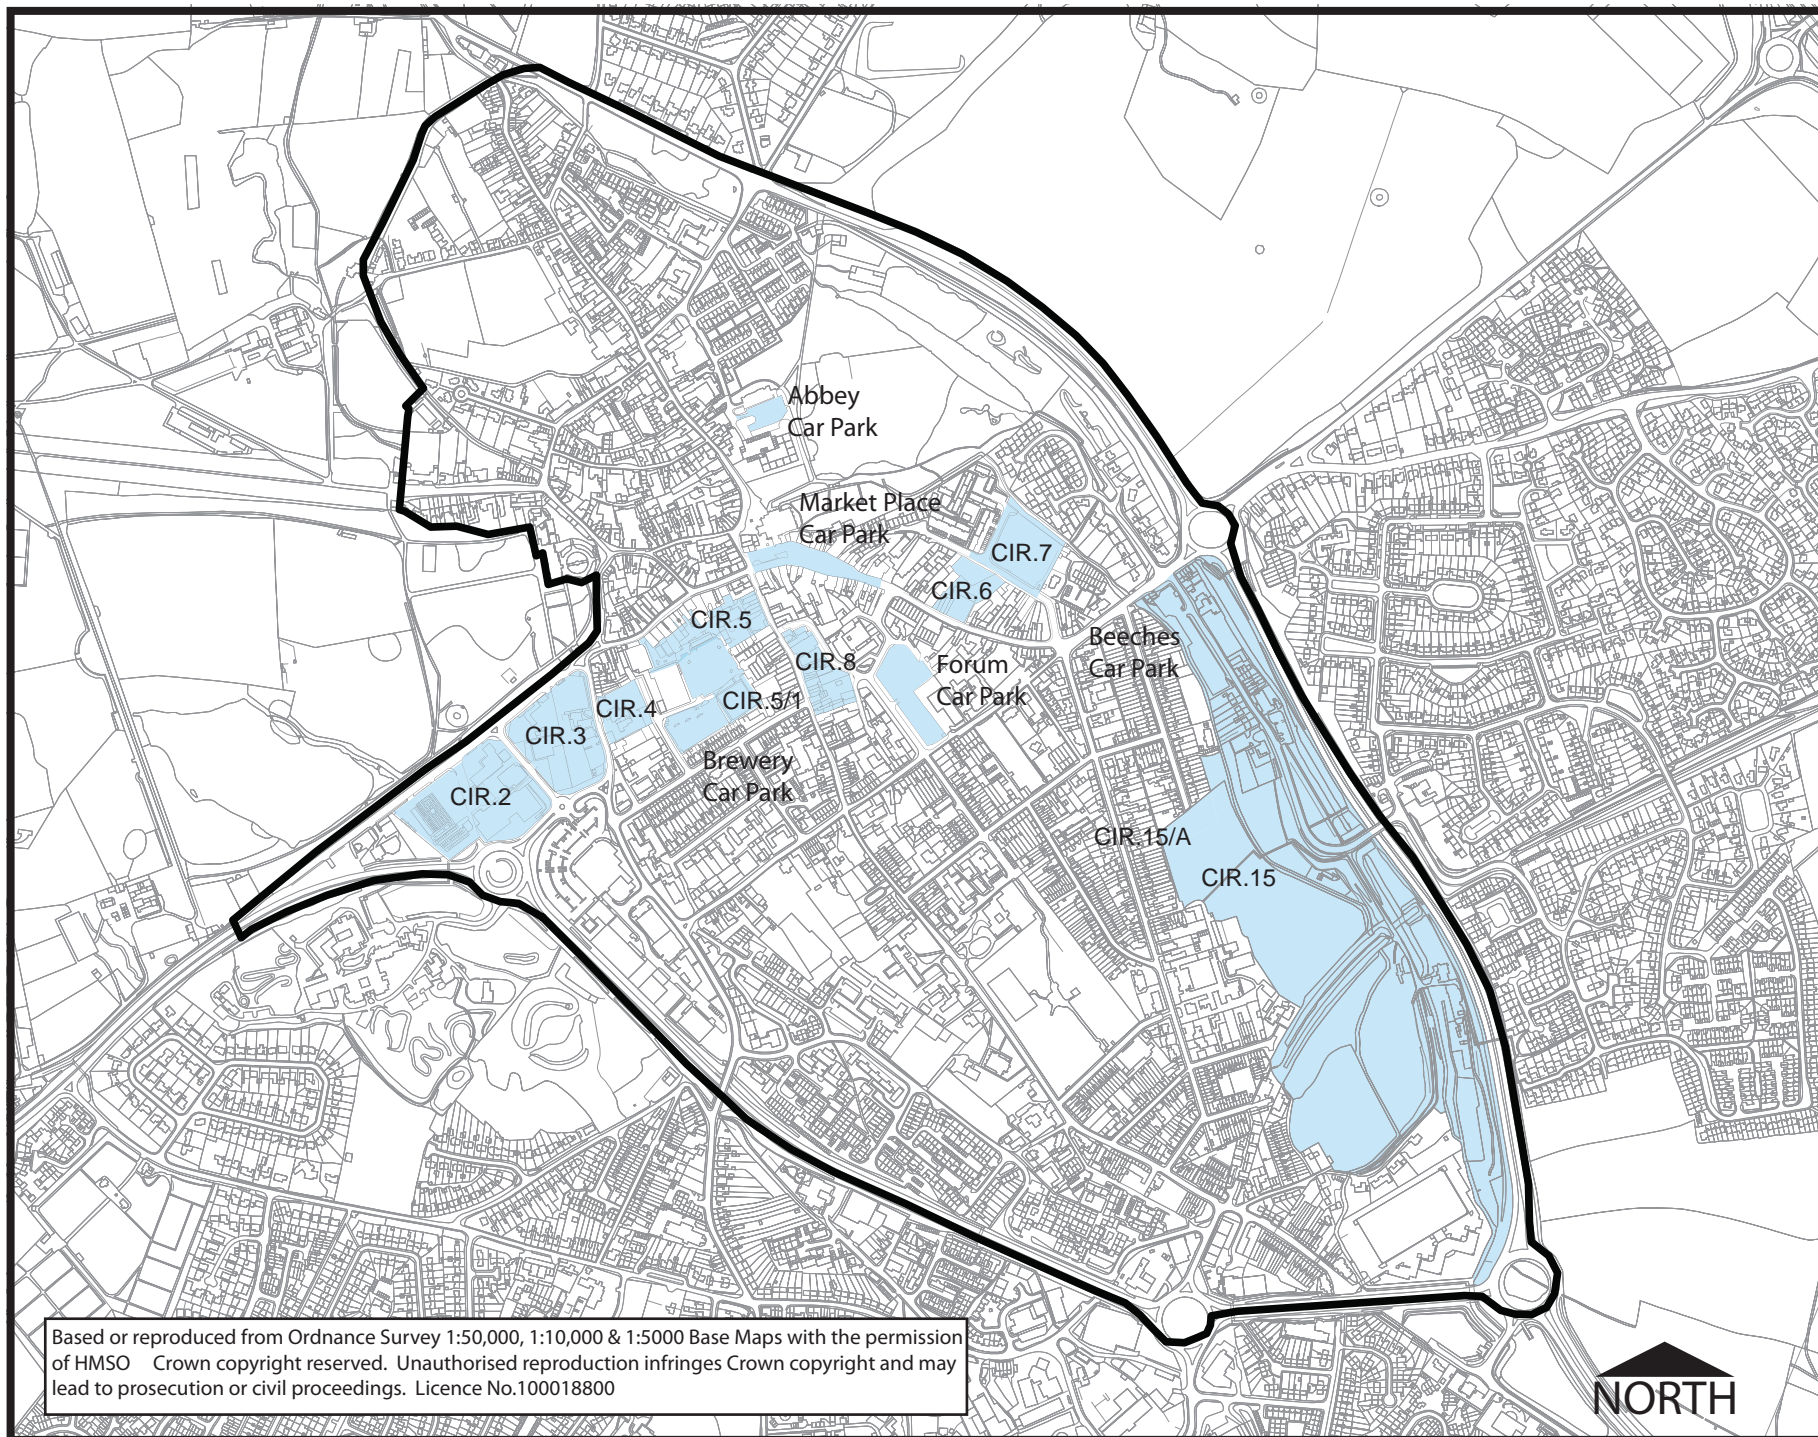 Abbey
Car Park
Market Place
Car Park
CIR.7
CIR.6
CIR.5
Beeches
Car Park
CIR.8
Forum
Car Park
CIR.5/1
CIR.4
CIR.3
Brewery
Car Park
CIR.2
CIR.15/A
CIR.15
Based or reproduced from Ordnance Survey 1:50,000, 1:10,000 & 1:5000 Base Maps with the permission
of HMSO Crown copyright reserved. Unauthorised reproduction infringes Crown copyright and may
lead to prosecution or civil proceedings. Licence No.100018800
NORTH